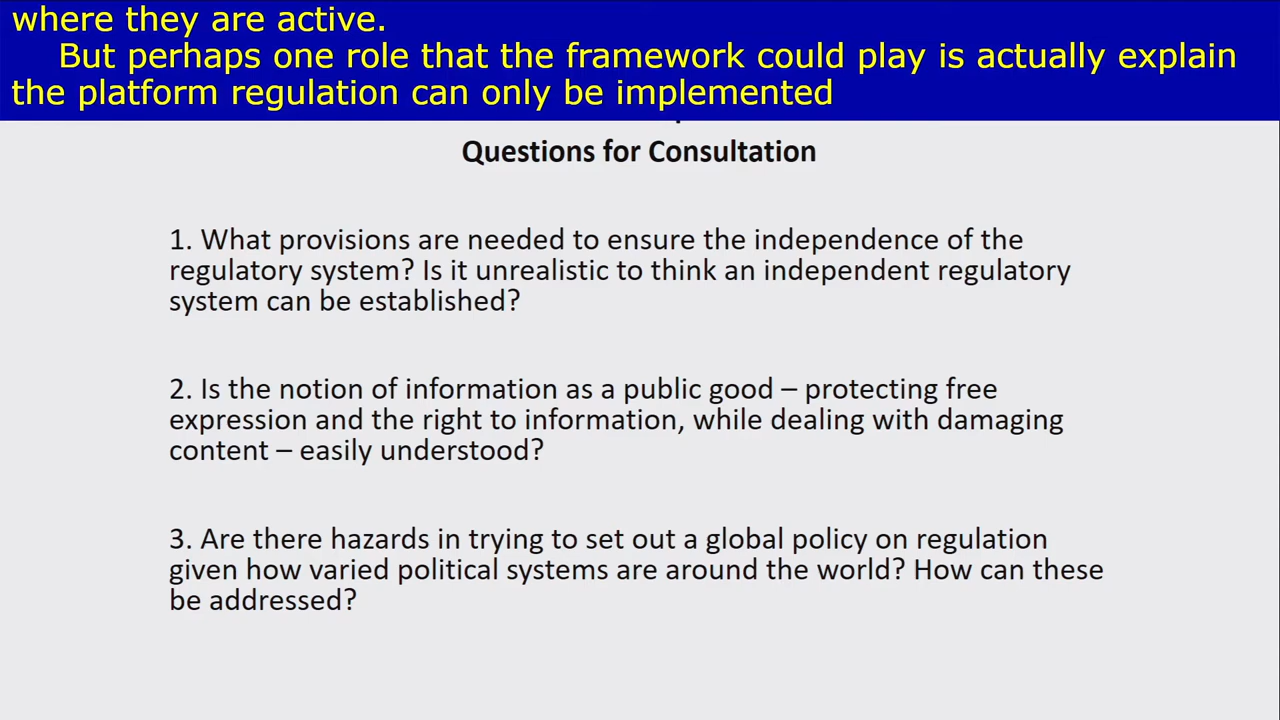 where they are active.
But perhaps one role that the framework could play is actually explain
the platform regulation can only be implemented
Questions for Consultation
1. What provisions are needed to ensure the independence of the
regulatory system? Is it unrealistic to think an independent regulatory
system can be established?
2. Is the notion of information as a public good – protecting free
expression and the right to information, while dealing with damaging
content – easily understood?
3. Are there hazards in trying to set out a global policy on regulation
given how varied political systems are around the world? How can these
be addressed?